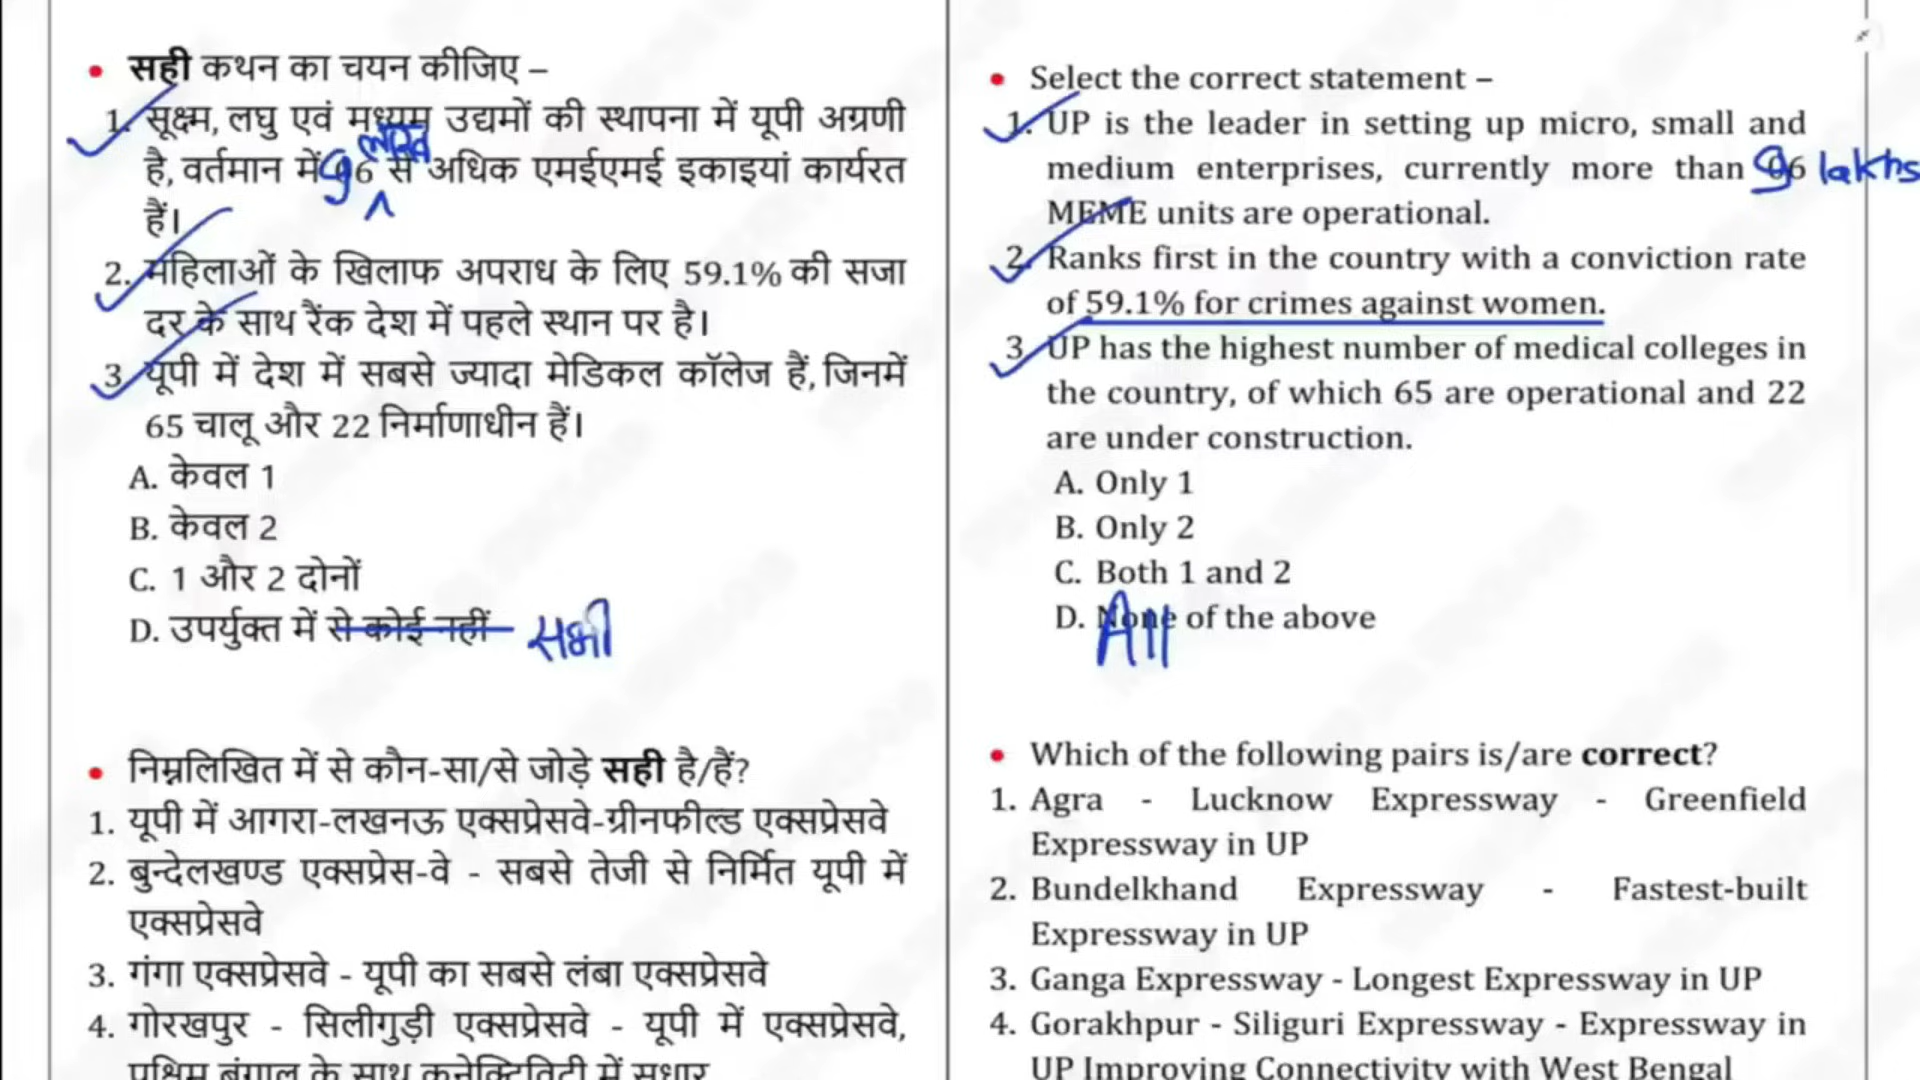 • सही कथन का चयन कीजिए –
1. सूक्ष्म, लघु एवं मध्यम उद्यमों की स्थापना में यूपी अग्रणी
लाख
है, वर्तमान में 96 से अधिक एमईएमई इकाइयां कार्यरत
हैं।
2. महिलाओं के खिलाफ अपराध के लिए 59.1% की सजा
दर के साथ रैंक देश में पहले स्थान पर है।
3. यूपी में देश में सबसे ज्यादा मेडिकल कॉलेज हैं, जिनमें
65 चालू और 22 निर्माणाधीन हैं।
A. केवल 1
B. केवल 2
C. 1 और 2 दोनों
D. उपर्युक्त में से कोई नहीं सभी
• निम्नलिखित में से कौन-सा/से जोड़े सही है/हैं?
1. यूपी में आगरा-लखनऊ एक्सप्रेसवे-ग्रीनफील्ड एक्सप्रेसवे
2. बुन्देलखण्ड एक्सप्रेस-वे - सबसे तेजी से निर्मित यूपी में
एक्सप्रेसवे
3. गंगा एक्सप्रेसवे - यूपी का सबसे लंबा एक्सप्रेसवे
4. गोरखपुर - सिलीगुड़ी एक्सप्रेसवे - यूपी में एक्सप्रेसवे,
पश्चिम बंगाल के साथ कनेक्टिविटी में सुधार
• Select the correct statement –
1. UP is the leader in setting up micro, small and
medium enterprises, currently more than 96 lakhs
MEME units are operational.
2. Ranks first in the country with a conviction rate
of 59.1% for crimes against women.
3. UP has the highest number of medical colleges in
the country, of which 65 are operational and 22
are under construction.
A. Only 1
B. Only 2
C. Both 1 and 2
D. None of the above
All
• Which of the following pairs is/are correct?
1. Agra - Lucknow Expressway - Greenfield
Expressway in UP
2. Bundelkhand Expressway - Fastest-built
Expressway in UP
3. Ganga Expressway - Longest Expressway in UP
4. Gorakhpur - Siliguri Expressway - Expressway in
UP Improving Connectivity with West Bengal